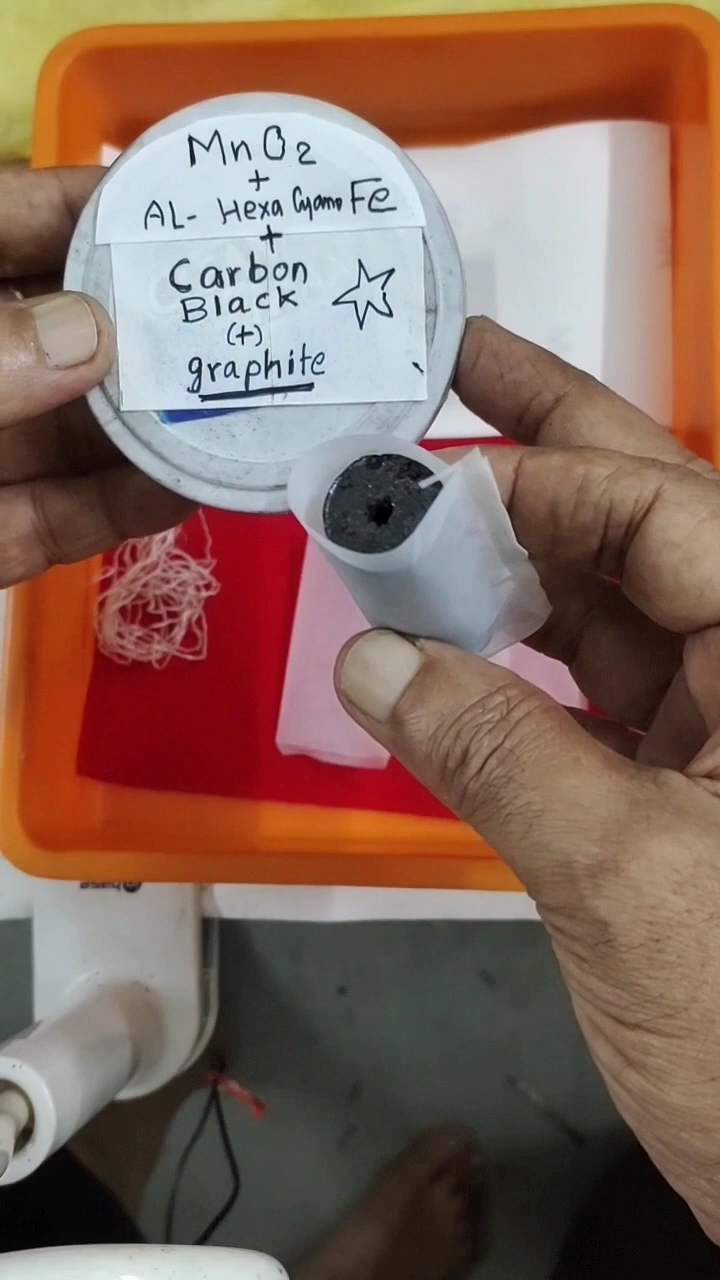 MnO2
+
AL- Hexa Cyano Fe
+
Carbon
Black
(+)
graphite